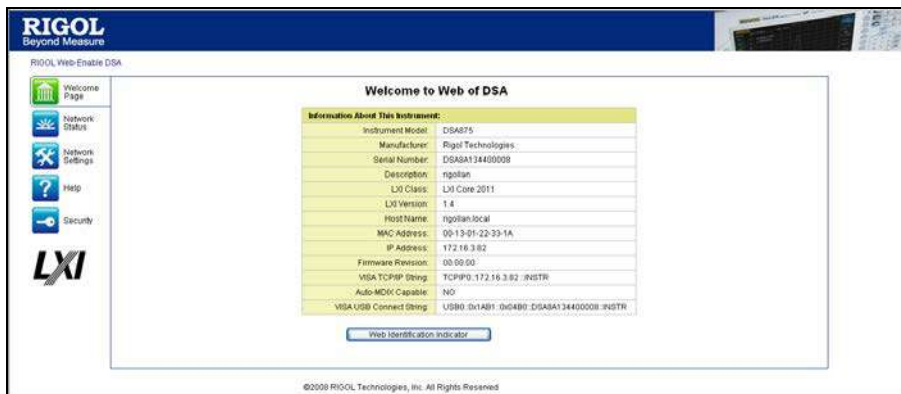 RIGOL
Beyond Measure
RIGOL Web-Enable DSA
Welcome Page
Network Status
Network Settings
Help
Security
LXI
Welcome to Web of DSA
Information About This Instrument:
Instrument Model: DSA875
Manufacturer: Rigol Technologies
Serial Number: DSA8A134400008
Description: rigollan
LXI Class: LXI Core 2011
LXI Version: 1.4
Host Name: rigollan.local
MAC Address: 00-13-01-22-33-1A
IP Address: 172.16.3.82
Firmware Revision: 00.00.00
VISA TCP/IP String: TCPIP0::172.16.3.82::INSTR
Auto-MDIX Capable: NO
VISA USB Connect String: USB0::0x1AB1::0x04B0::DSA8A134400008::INSTR
Web Identification Indicator
©2008 RIGOL Technologies, Inc. All Rights Reserved